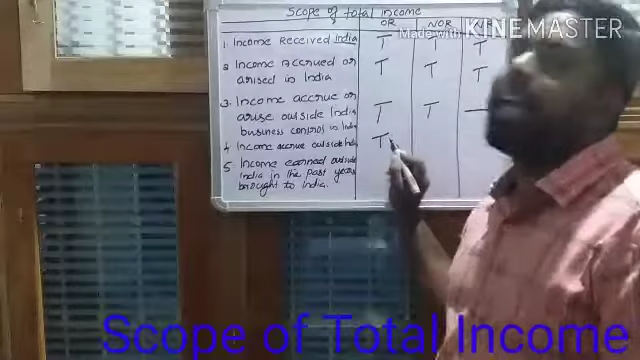 Scope of Total Income
OR NOR
Made with KINEMASTER
1. Income Received India T T T
2 Income Accrued or T T T
arised in India
3. Income accrue or
aruse outside India T T —
business control in India
4 Income accrue outside India T
5 Income earned outside
India in the past years
brought to India.
Scope of Total Income